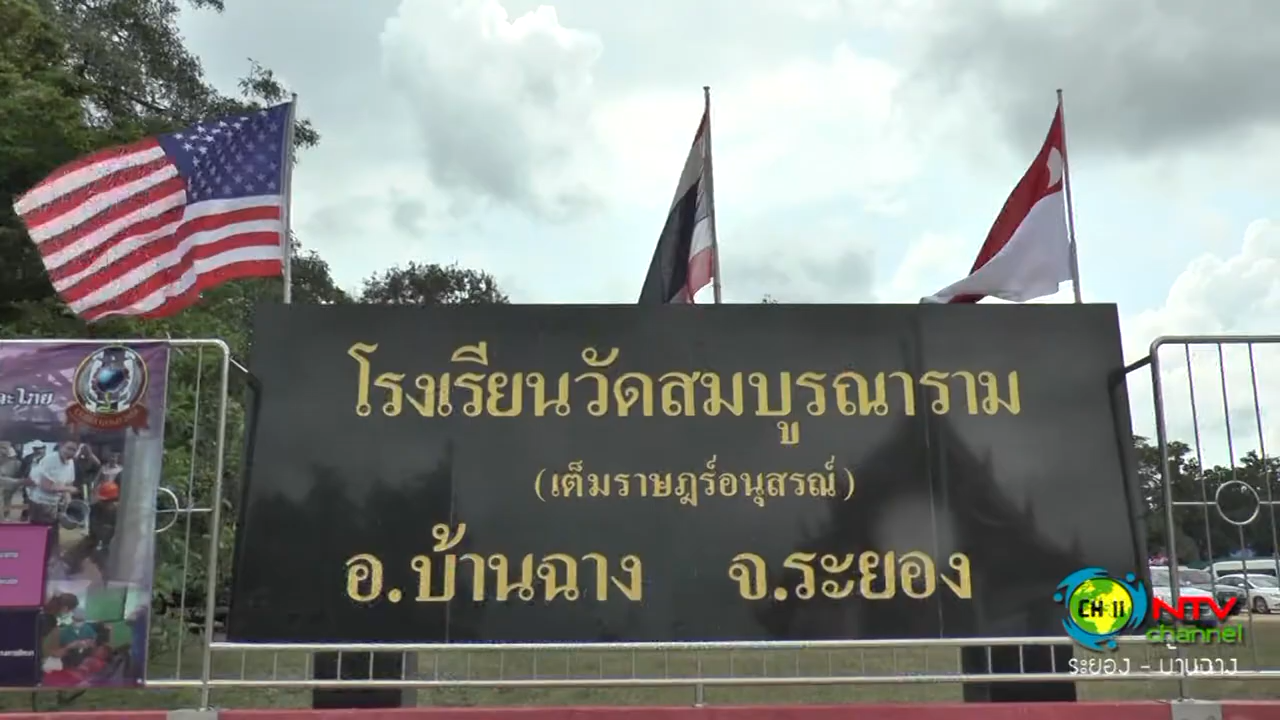 โรงเรียนวัดสมบูรณาราม
(เต็มราษฎร์อนุสรณ์)
อ.บ้านฉาง จ.ระยอง
CH 11 NTV
channel
ระยอง - บ้านฉาง